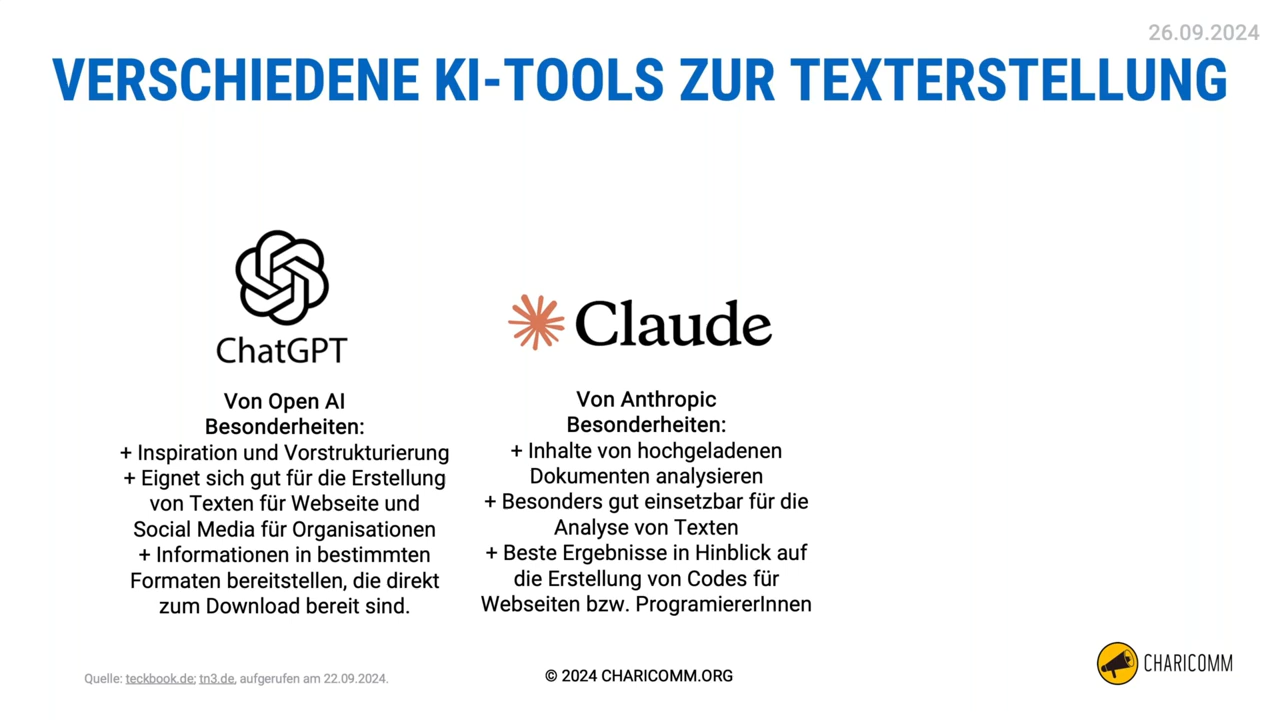 26.09.2024
VERSCHIEDENE KI-TOOLS ZUR TEXTERSTELLUNG
ChatGPT
Von Open AI
Besonderheiten:
+ Inspiration und Vorstrukturierung
+ Eignet sich gut für die Erstellung
von Texten für Webseite und
Social Media für Organisationen
+ Informationen in bestimmten
Formaten bereitstellen, die direkt
zum Download bereit sind.
Claude
Von Anthropic
Besonderheiten:
+ Inhalte von hochgeladenen
Dokumenten analysieren
+ Besonders gut einsetzbar für die
Analyse von Texten
+ Beste Ergebnisse in Hinblick auf
die Erstellung von Codes für
Webseiten bzw. ProgramiererInnen
Quelle: teckbook.de; tn3.de, aufgerufen am 22.09.2024.
© 2024 CHARICOMM.ORG
CHARICOMM